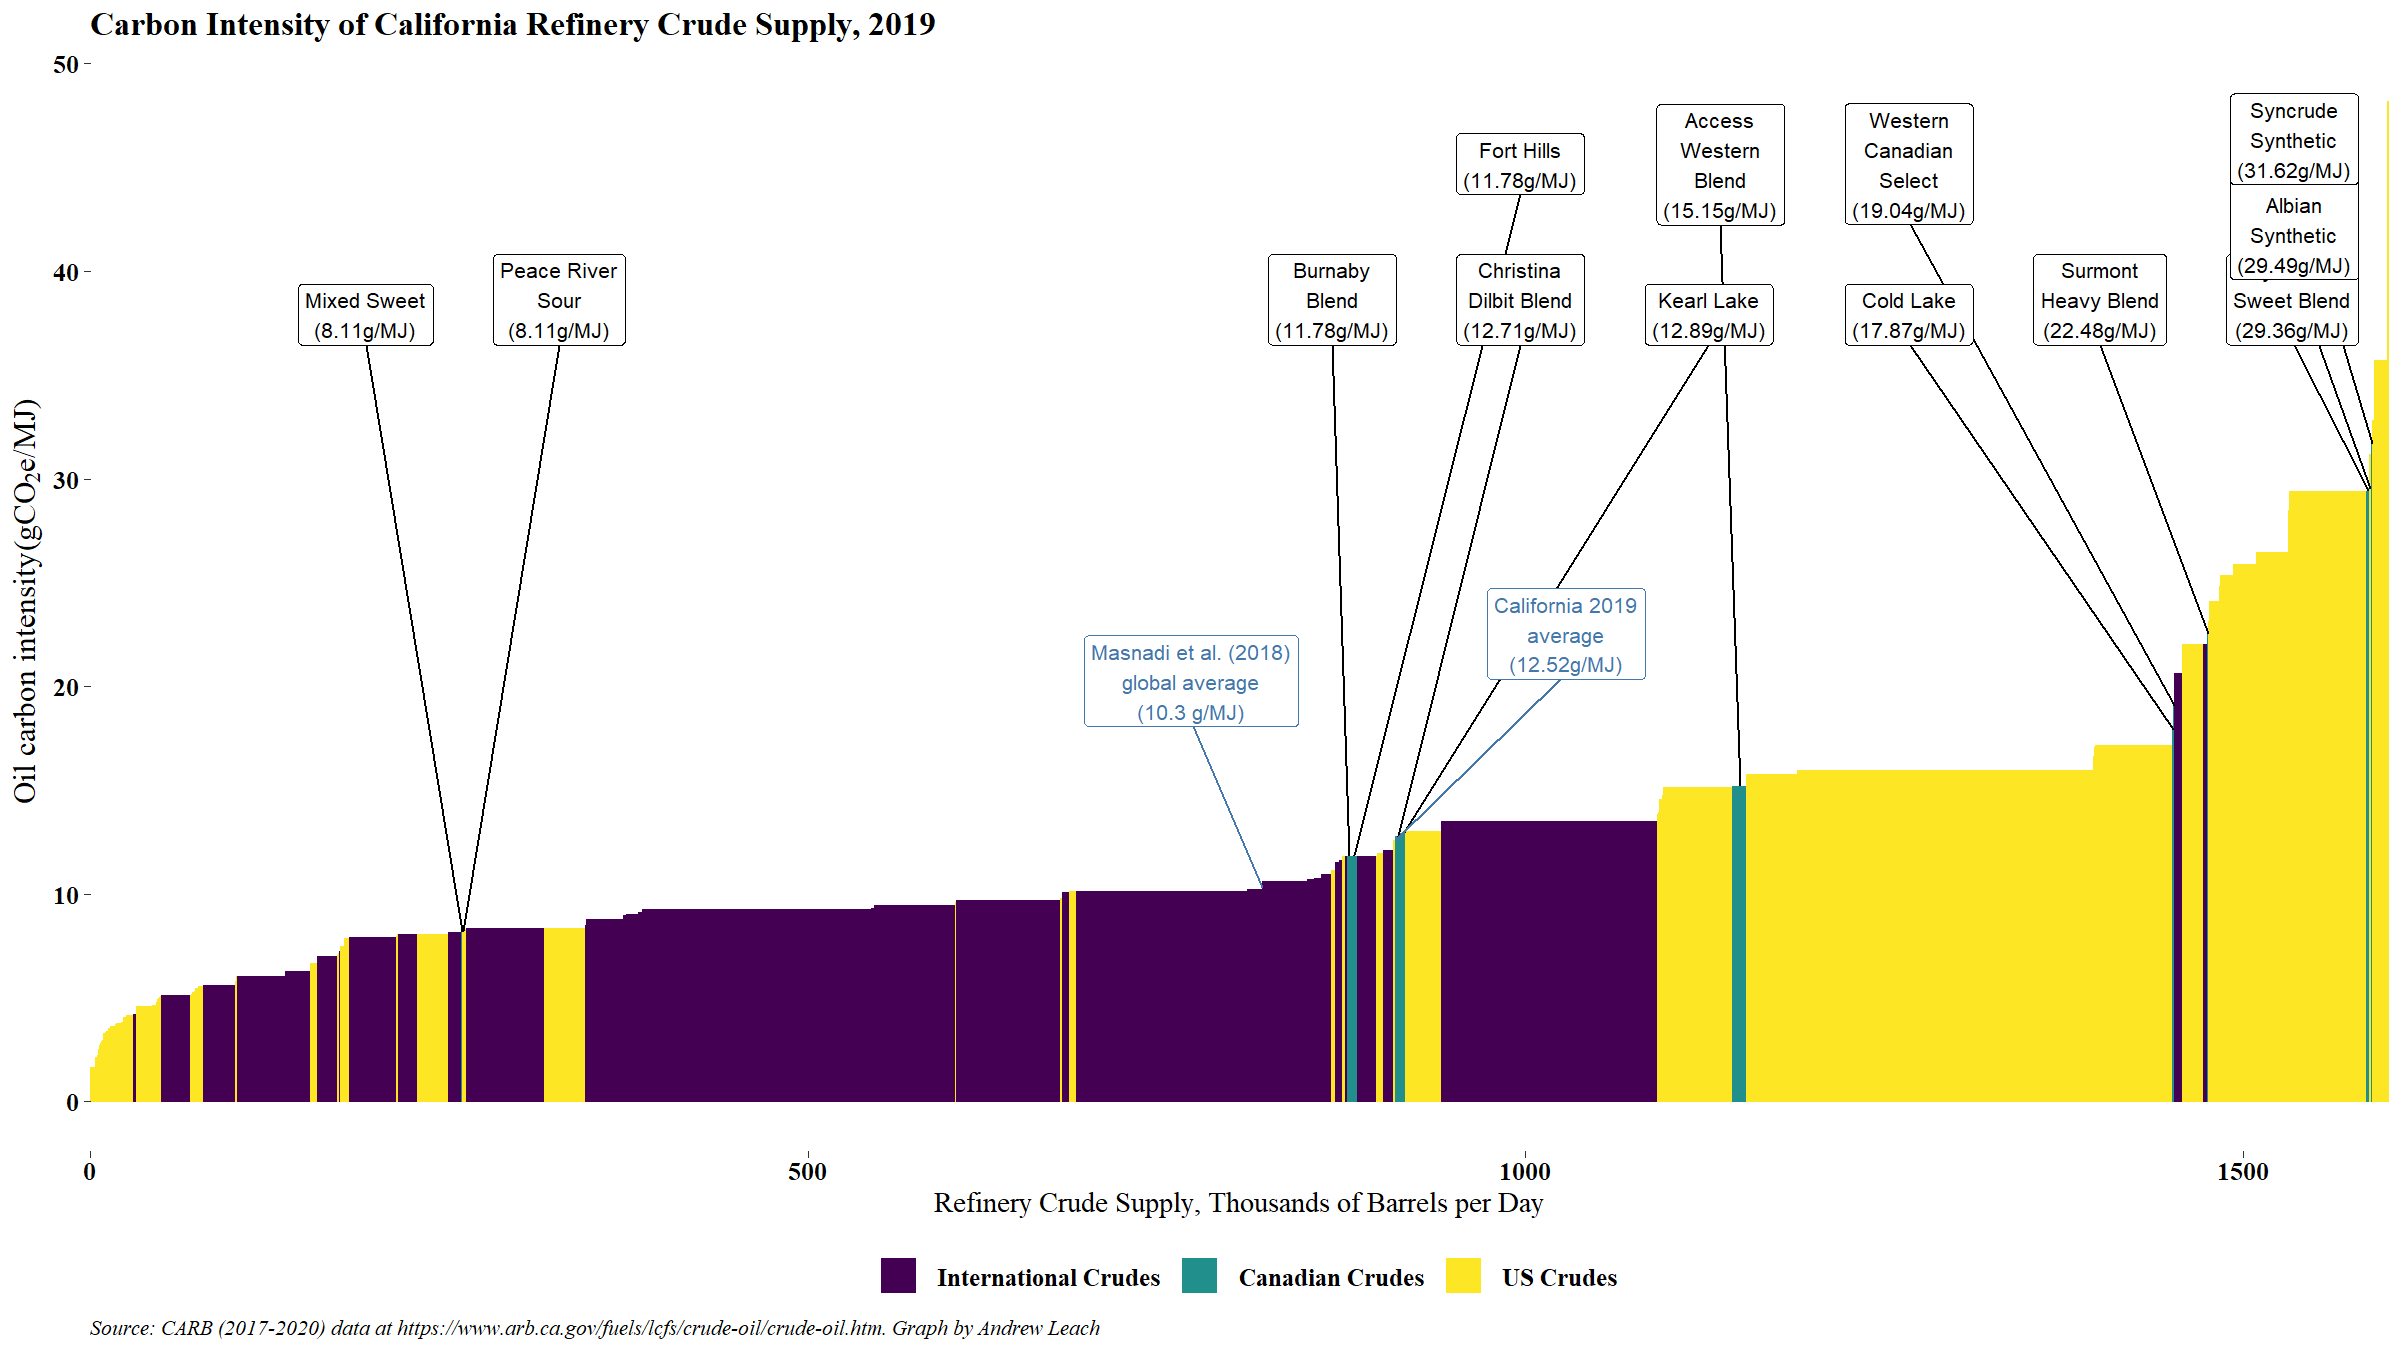 Carbon Intensity of California Refinery Crude Supply, 2019
50
40
30
20
10
0
Oil carbon intensity(gCO₂e/MJ)
Mixed Sweet
(8.11g/MJ)
Peace River
Sour
(8.11g/MJ)
Burnaby
Blend
(11.78g/MJ)
Fort Hills
(11.78g/MJ)
Christina
Dilbit Blend
(12.71g/MJ)
Access
Western
Blend
(15.15g/MJ)
Kearl Lake
(12.89g/MJ)
Western
Canadian
Select
(19.04g/MJ)
Cold Lake
(17.87g/MJ)
Surmont
Heavy Blend
(22.48g/MJ)
Syncrude
Synthetic
(31.62g/MJ)
Albian
Synthetic
(29.49g/MJ)
Sweet Blend
(29.36g/MJ)
Masnadi et al. (2018)
global average
(10.3 g/MJ)
California 2019
average
(12.52g/MJ)
0
500
1000
1500
Refinery Crude Supply, Thousands of Barrels per Day
International Crudes
Canadian Crudes
US Crudes
Source: CARB (2017-2020) data at https://www.arb.ca.gov/fuels/lcfs/crude-oil/crude-oil.htm. Graph by Andrew Leach